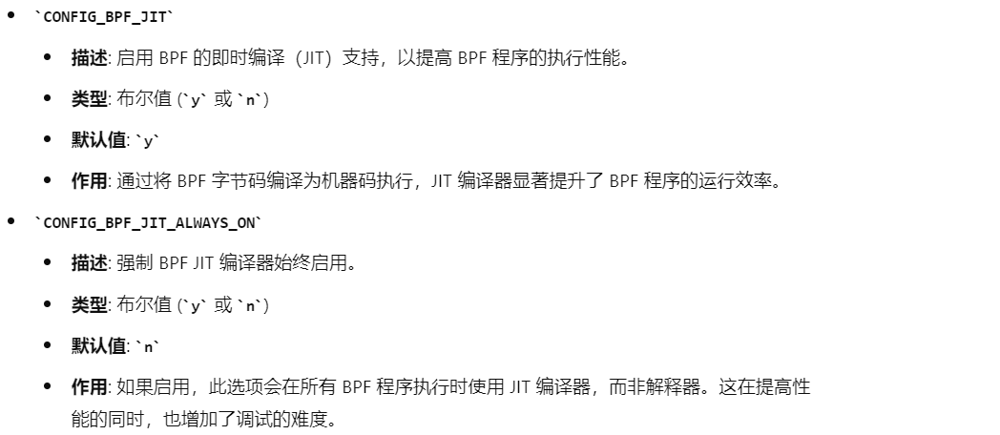 `CONFIG_BPF_JIT`
描述: 启用 BPF 的即时编译（JIT）支持，以提高 BPF 程序的执行性能。
类型: 布尔值 (`y` 或 `n`)
默认值: `y`
作用: 通过将 BPF 字节码编译为机器码执行，JIT 编译器显著提升了 BPF 程序的运行效率。
`CONFIG_BPF_JIT_ALWAYS_ON`
描述: 强制 BPF JIT 编译器始终启用。
类型: 布尔值 (`y` 或 `n`)
默认值: `n`
作用: 如果启用，此选项会在所有 BPF 程序执行时使用 JIT 编译器，而非解释器。这在提高性
能的同时，也增加了调试的难度。